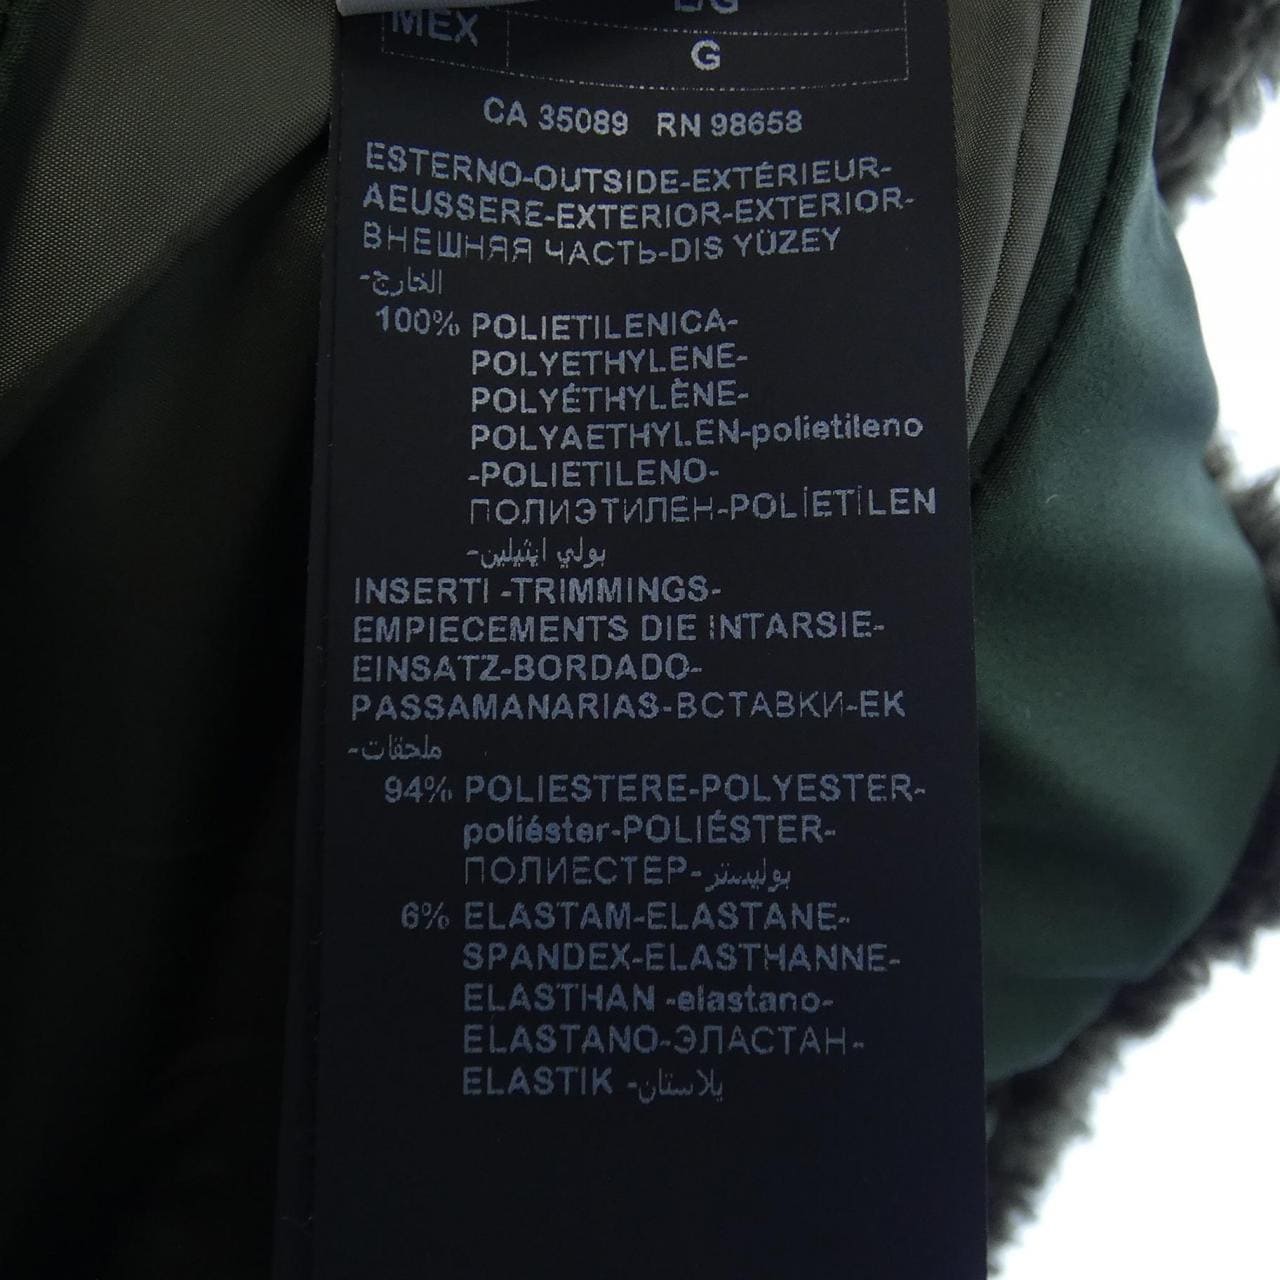 L/G
MEX
G
CA 35089 RN 98658
ESTERNO-OUTSIDE-EXTÉRIEUR-
AEUSSERE-EXTERIOR-EXTERIOR-
ВНЕШНЯЯ ЧАСТЬ-DIS YÜZEY
-الخارج
100% POLIETILENICA-
POLYETHYLENE-
POLYÉTHYLÈNE-
POLYAETHYLEN-polietileno
-POLIETILENO-
ПОЛИЭТИЛЕН-POLİETİLEN
-بولي ايثيلين
INSERTI -TRIMMINGS-
EMPIECEMENTS DIE INTARSIE-
EINSATZ-BORDADO-
PASSAMANARIAS-ВСТАВКИ-EK
-ملحقات
94% POLIESTERE-POLYESTER-
poliéster-POLIÉSTER-
ПОЛИЕСТЕР-بوليستر
6% ELASTAM-ELASTANE-
SPANDEX-ELASTHANNE-
ELASTHAN -elastano-
ELASTANO-ЭЛАСТАН-
ELASTIK -يلاستان